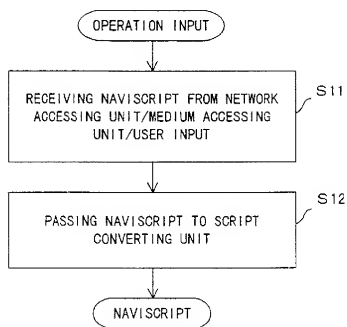 OPERATION INPUT
RECEIVING NAVISCRIPT FROM NETWORK
ACCESSING UNIT/MEDIUM ACCESSING
UNIT/USER INPUT
S11
PASSING NAVISCRIPT TO SCRIPT
CONVERTING UNIT
S12
NAVISCRIPT